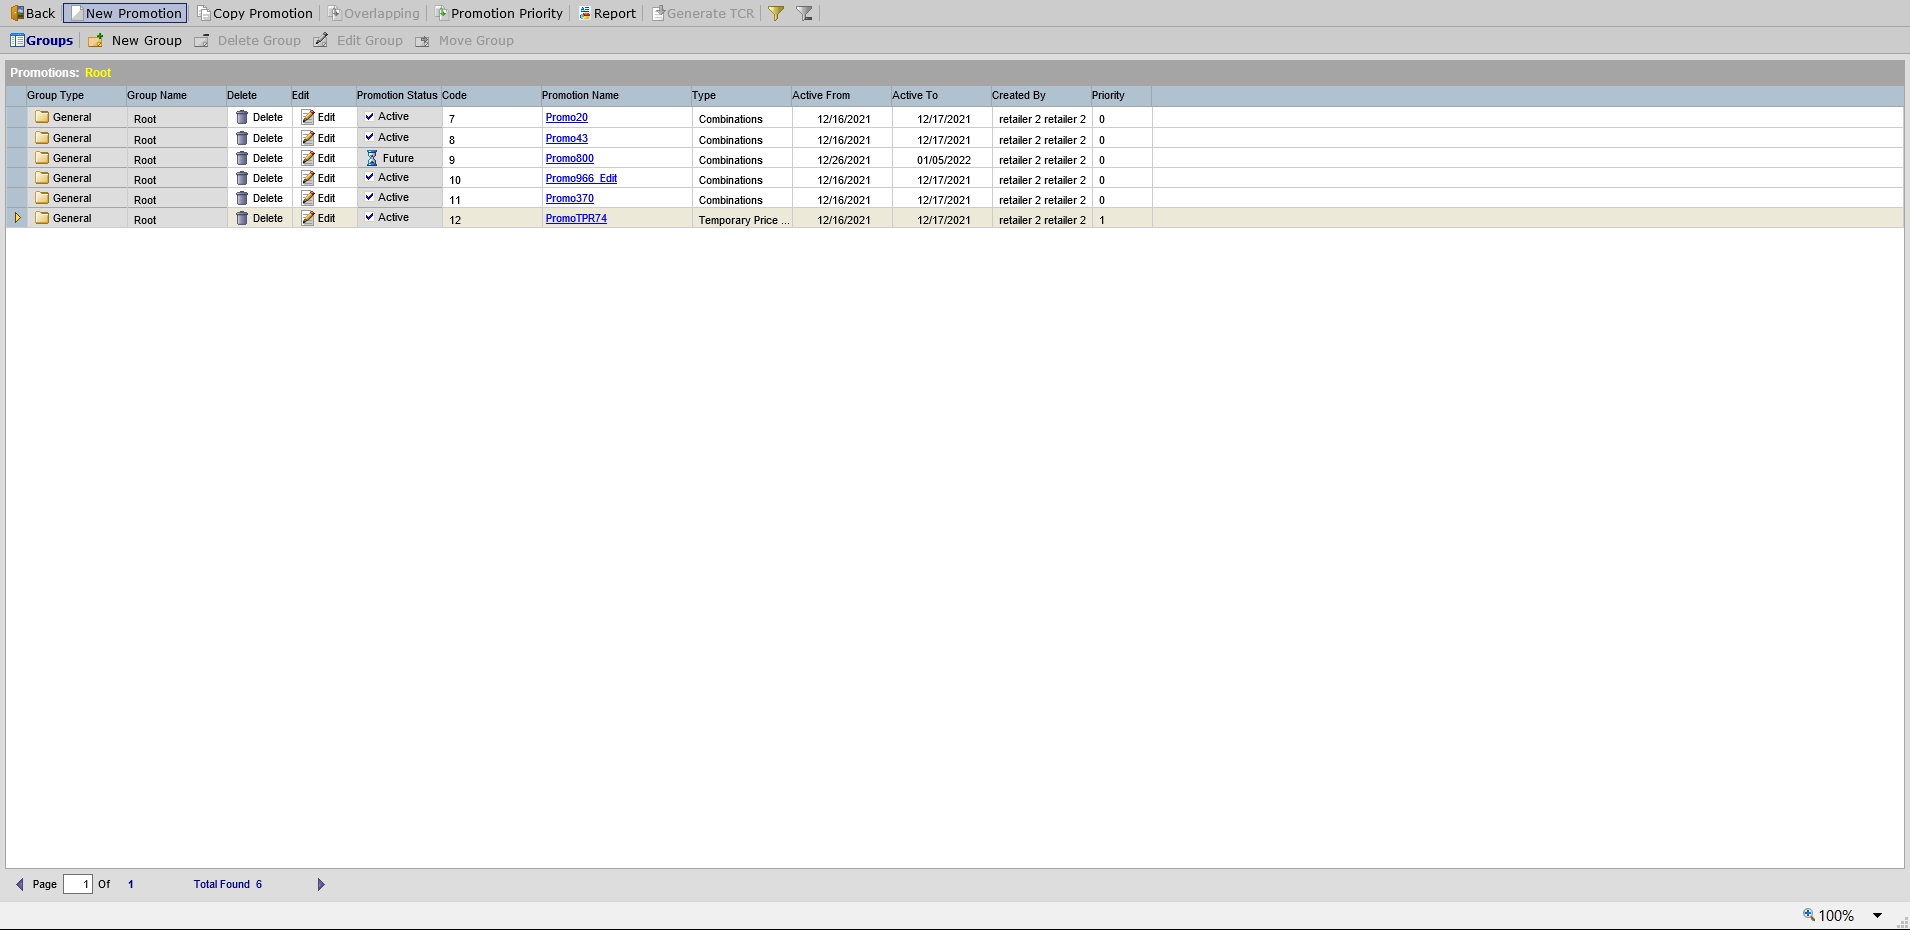 Back New Promotion Copy Promotion Overlapping Promotion Priority Report Generate TCR
Groups New Group Delete Group Edit Group Move Group
Promotions: Root
Group Type Group Name Delete Edit Promotion Status Code Promotion Name Type Active From Active To Created By Priority
General Root Delete Edit Active 7 Promo20 Combinations 12/16/2021 12/17/2021 retailer 2 retailer 2 0
General Root Delete Edit Active 8 Promo43 Combinations 12/16/2021 12/17/2021 retailer 2 retailer 2 0
General Root Delete Edit Future 9 Promo800 Combinations 12/26/2021 01/05/2022 retailer 2 retailer 2 0
General Root Delete Edit Active 10 Promo966_Edit Combinations 12/16/2021 12/17/2021 retailer 2 retailer 2 0
General Root Delete Edit Active 11 Promo370 Combinations 12/16/2021 12/17/2021 retailer 2 retailer 2 0
General Root Delete Edit Active 12 PromoTPR74 Temporary Price ... 12/16/2021 12/17/2021 retailer 2 retailer 2 1
Page 1 Of 1 Total Found 6
100%